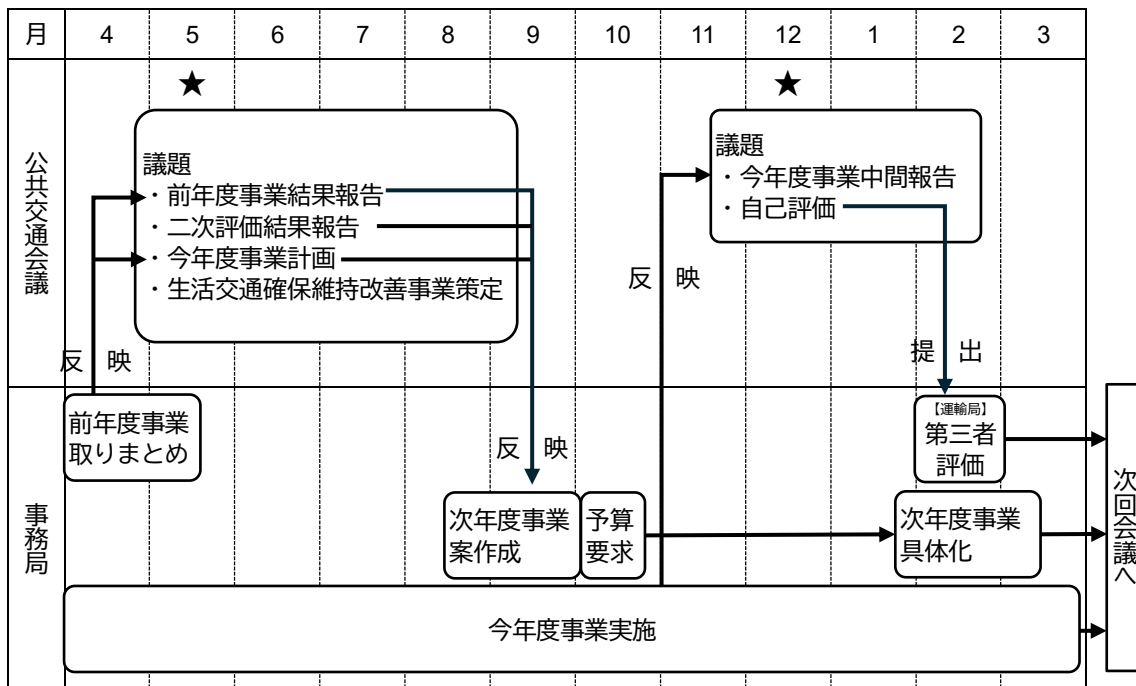 月 4 5 6 7 8 9 10 11 12 1 2 3
公共交通会議
★ ★
議題
・前年度事業結果報告
・二次評価結果報告
・今年度事業計画
・生活交通確保維持改善事業策定
議題
・今年度事業中間報告
・自己評価
反映
反映
提出
反映
事務局
前年度事業
取りまとめ
次年度事業
案作成
予算
要求
【運輸局】
第三者
評価
次年度事業
具体化
今年度事業実施
次回会議へ